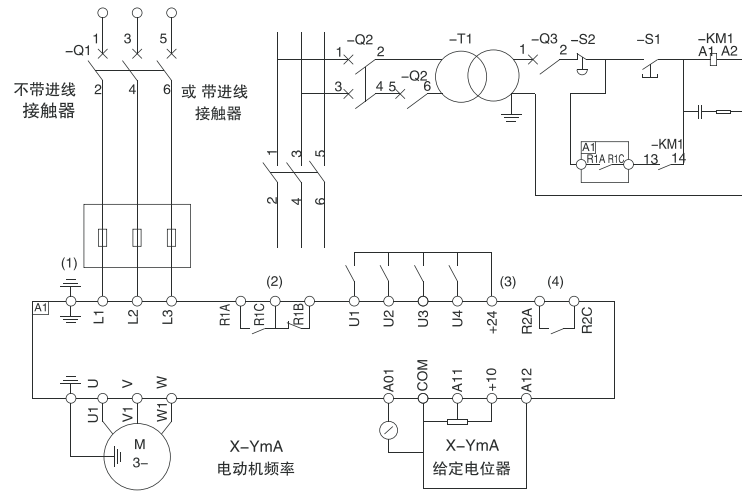 1 3 5
-Q1
2 4 6
不带进线
接触器
或 带进线
接触器
-Q2
1 2
3 4 5
-Q2
6
-T1
-Q3
1 2
-S2
-S1
-KM1
A1 A2
A1
R1A R1C
-KM1
13 14
1 3 5
2 4 6
(1)
(2)
(3)
(4)
A1
L1
L2
L3
R1A
R1C
R1B
U1
U2
U3
U4
+24
R2A
R2C
U
V
W
A01
COM
A11
+10
A12
U1
V1
W1
M
3~
X-YmA
电动机频率
X-YmA
给定电位器